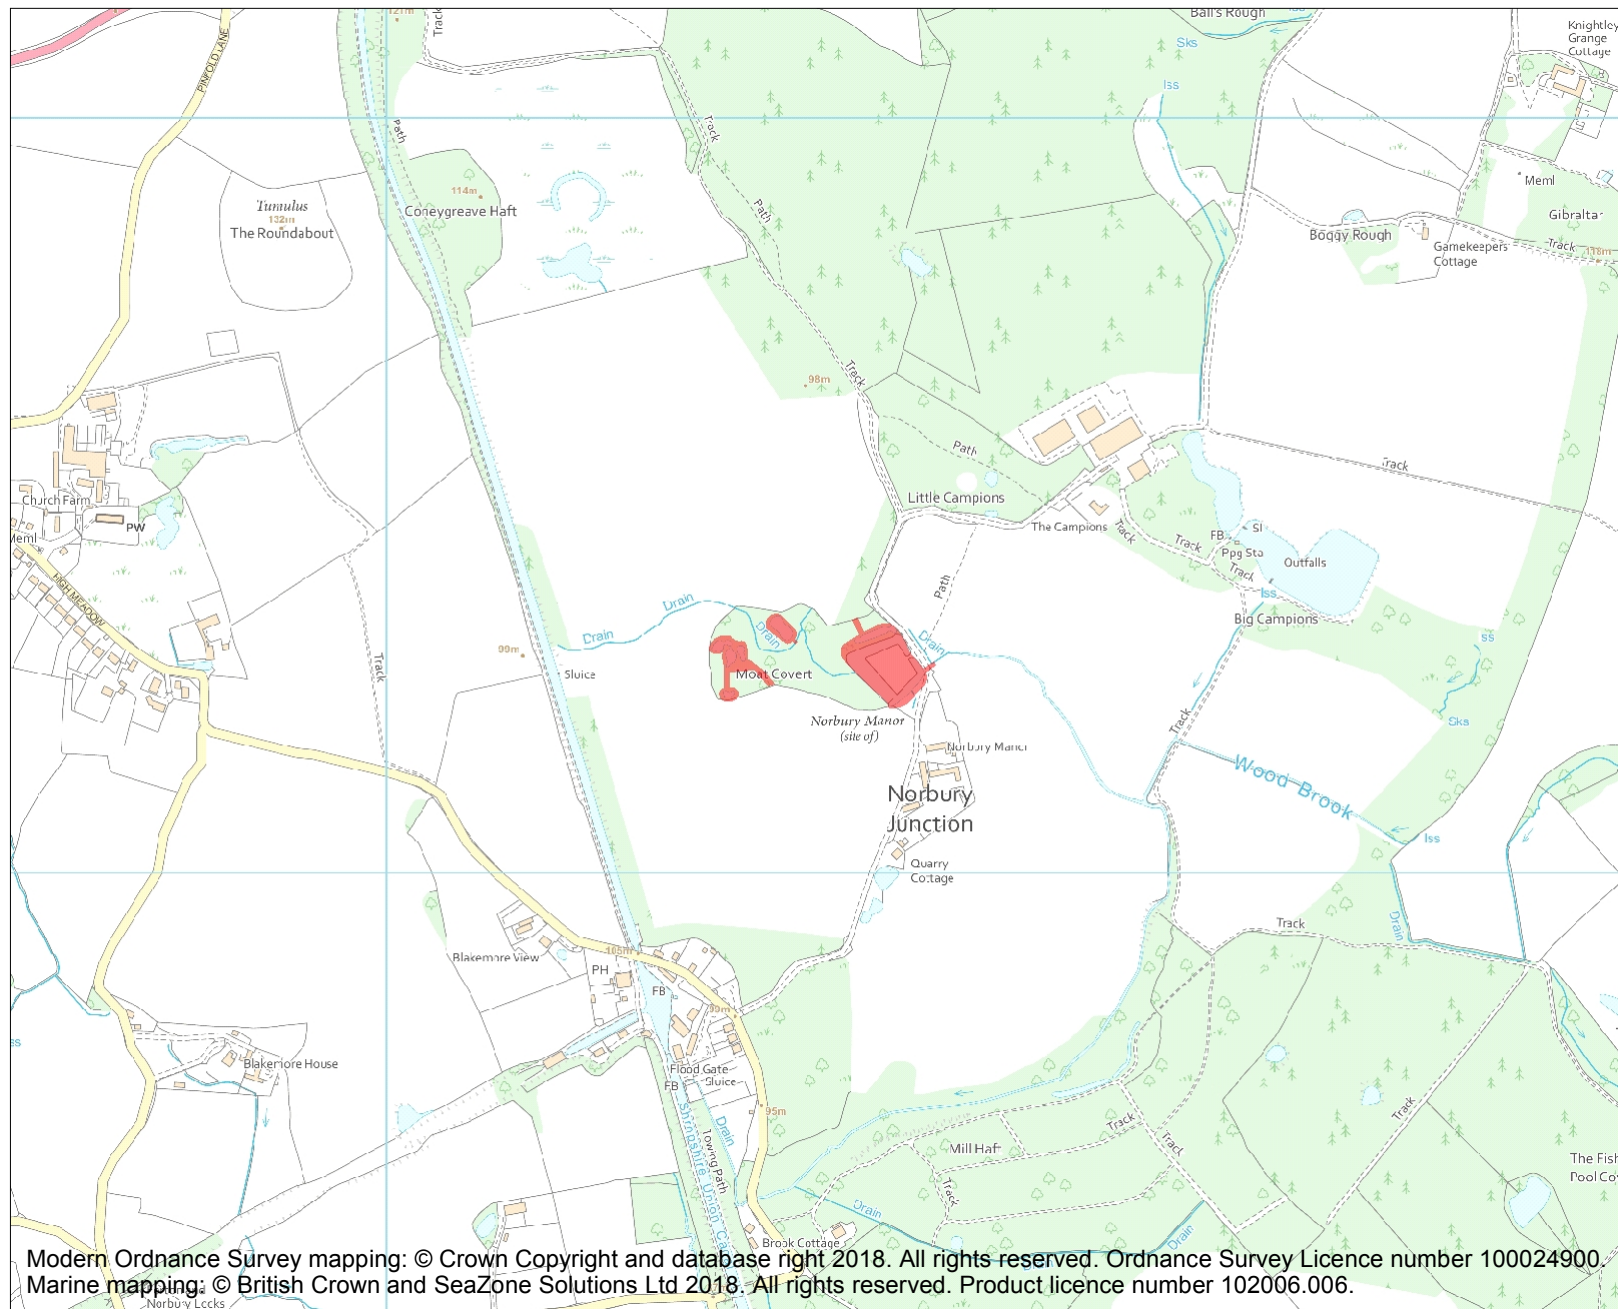 121m
Track
PINFOLD LANE
Path
114m
Coneygreave Haft
Tumulus
132m
The Roundabout
Track
Path
98m
Track
Ball's Rough
Iss
Sks
Iss
Knightley
Grange
Cottage
Meml
Gibraltar
Boggy Rough
Gamekeepers
Cottage
Track
118m
Path
Little Campions
The Campions
Track
Track
Track
FB
Sl
Ppg Sta
Outfalls
Track
Iss
Big Campions
Church Farm
PW
Meml
HIGH MEADOW
Track
99m
Drain
Drain
Sluice
Drain
Moat Covert
Drain
Path
Norbury Manor
(site of)
Norbury Manor
Norbury
Junction
Quarry
Cottage
Track
Wood Brook
Iss
Sks
Drain
Track
Blakemore View
105m
PH
FB
99m
Blakemore House
Flood Gate
Sluice
FB
95m
Drain
Towing Path
Shropshire Union Ca
Mill Haft
Track
Track
Track
Track
The Fish
Pool Co
Drain
Drain
Drain
Brook Cottage
Norbury Locks
Modern Ordnance Survey mapping: © Crown Copyright and database right 2018. All rights reserved. Ordnance Survey Licence number 100024900.
Marine mapping: © British Crown and SeaZone Solutions Ltd 2018. All rights reserved. Product licence number 102006.006.